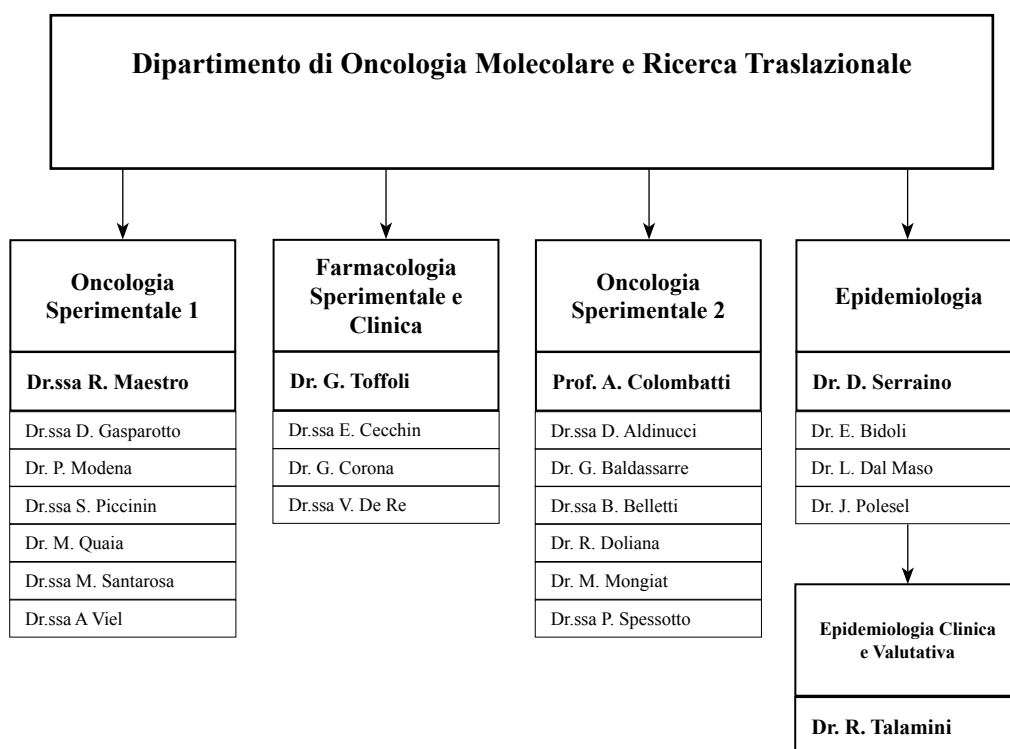 Dipartimento di Oncologia Molecolare e Ricerca Traslazionale
Oncologia
Sperimentale 1
Dr.ssa R. Maestro
Dr.ssa D. Gasparotto
Dr. P. Modena
Dr.ssa S. Piccinin
Dr. M. Quaia
Dr.ssa M. Santarosa
Dr.ssa A Viel
Farmacologia
Sperimentale e
Clinica
Dr. G. Toffoli
Dr.ssa E. Cecchin
Dr. G. Corona
Dr.ssa V. De Re
Oncologia
Sperimentale 2
Prof. A. Colombatti
Dr.ssa D. Aldinucci
Dr. G. Baldassarre
Dr.ssa B. Belletti
Dr. R. Doliana
Dr. M. Mongiat
Dr.ssa P. Spessotto
Epidemiologia
Dr. D. Serraino
Dr. E. Bidoli
Dr. L. Dal Maso
Dr. J. Polesel
Epidemiologia Clinica
e Valutativa
Dr. R. Talamini